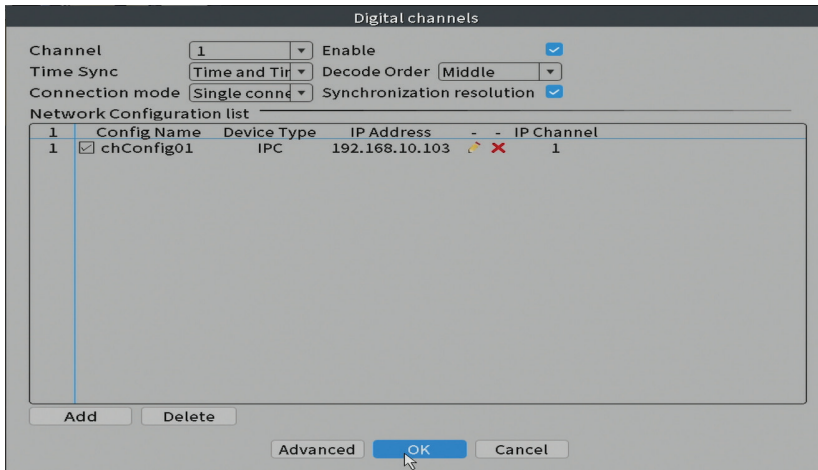 Digital channels
Channel 1 Enable
Time Sync Time and Tir Decode Order Middle
Connection mode Single conne Synchronization resolution
Network Configuration list
1 Config Name Device Type IP Address - - IP Channel
1 chConfig01 IPC 192.168.10.103 1
Add Delete
Advanced OK Cancel